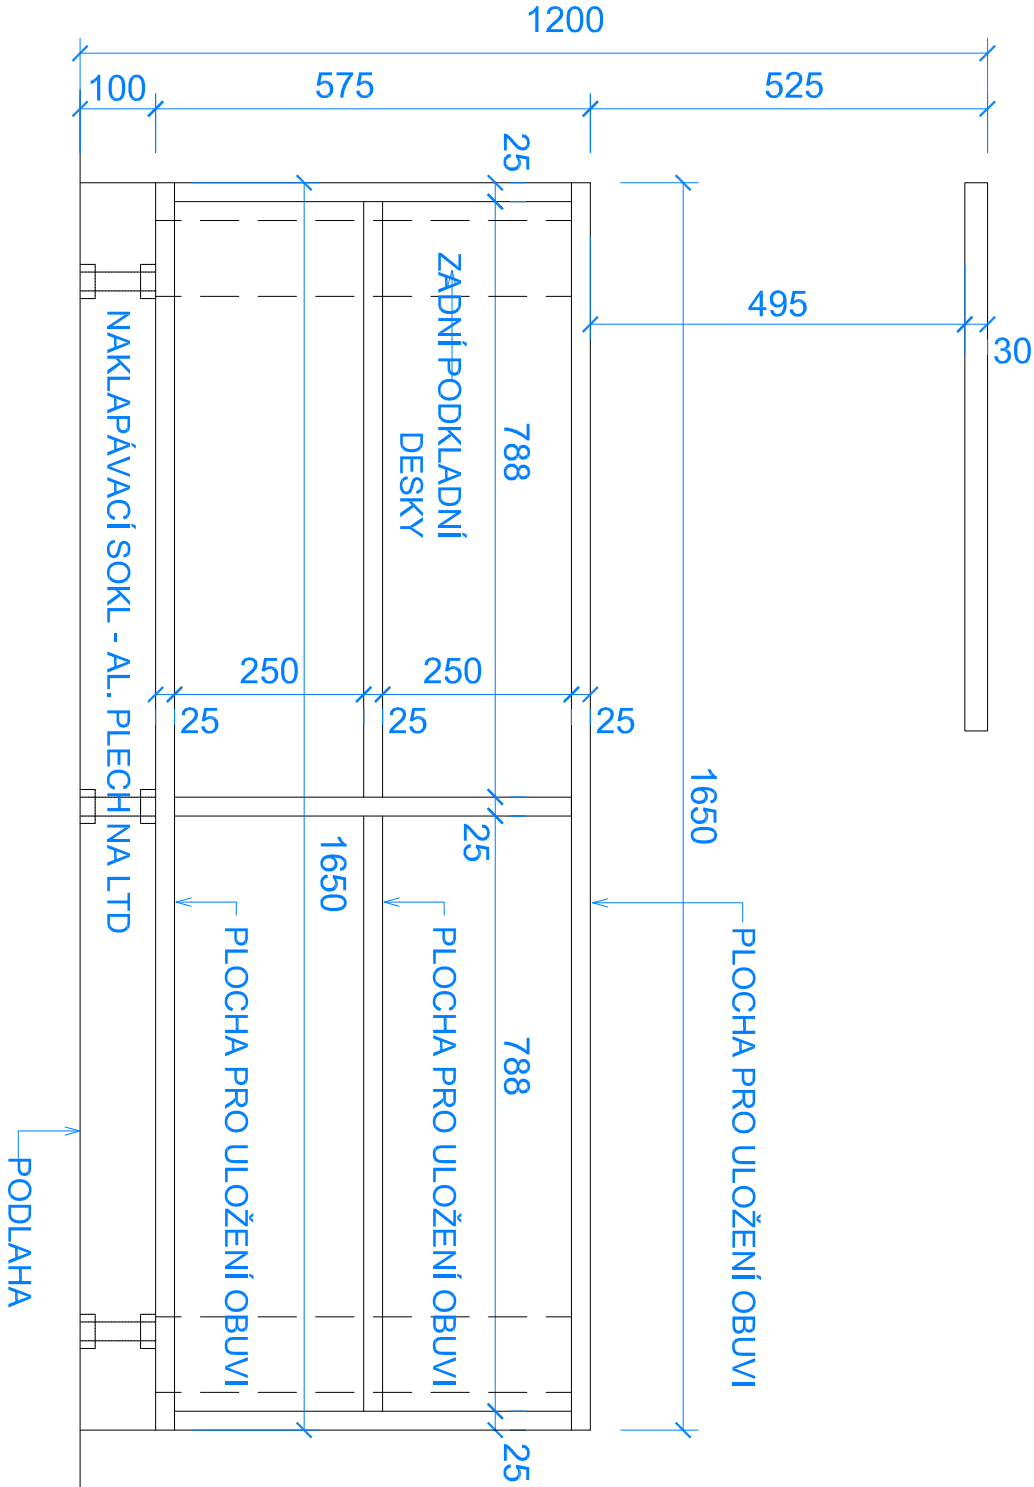 1200
100
575
525
25
495
30
ZADNÍ PODKLADNÍ
DESKY
788
NAKLAPÁVACÍ SOKL - AL. PLECH NA LTD
250
250
25
25
25
1650
25
1650
PLOCHA PRO ULOŽENÍ OBUVI
PLOCHA PRO ULOŽENÍ OBUVI
PLOCHA PRO ULOŽENÍ OBUVI
788
PODLAHA
25